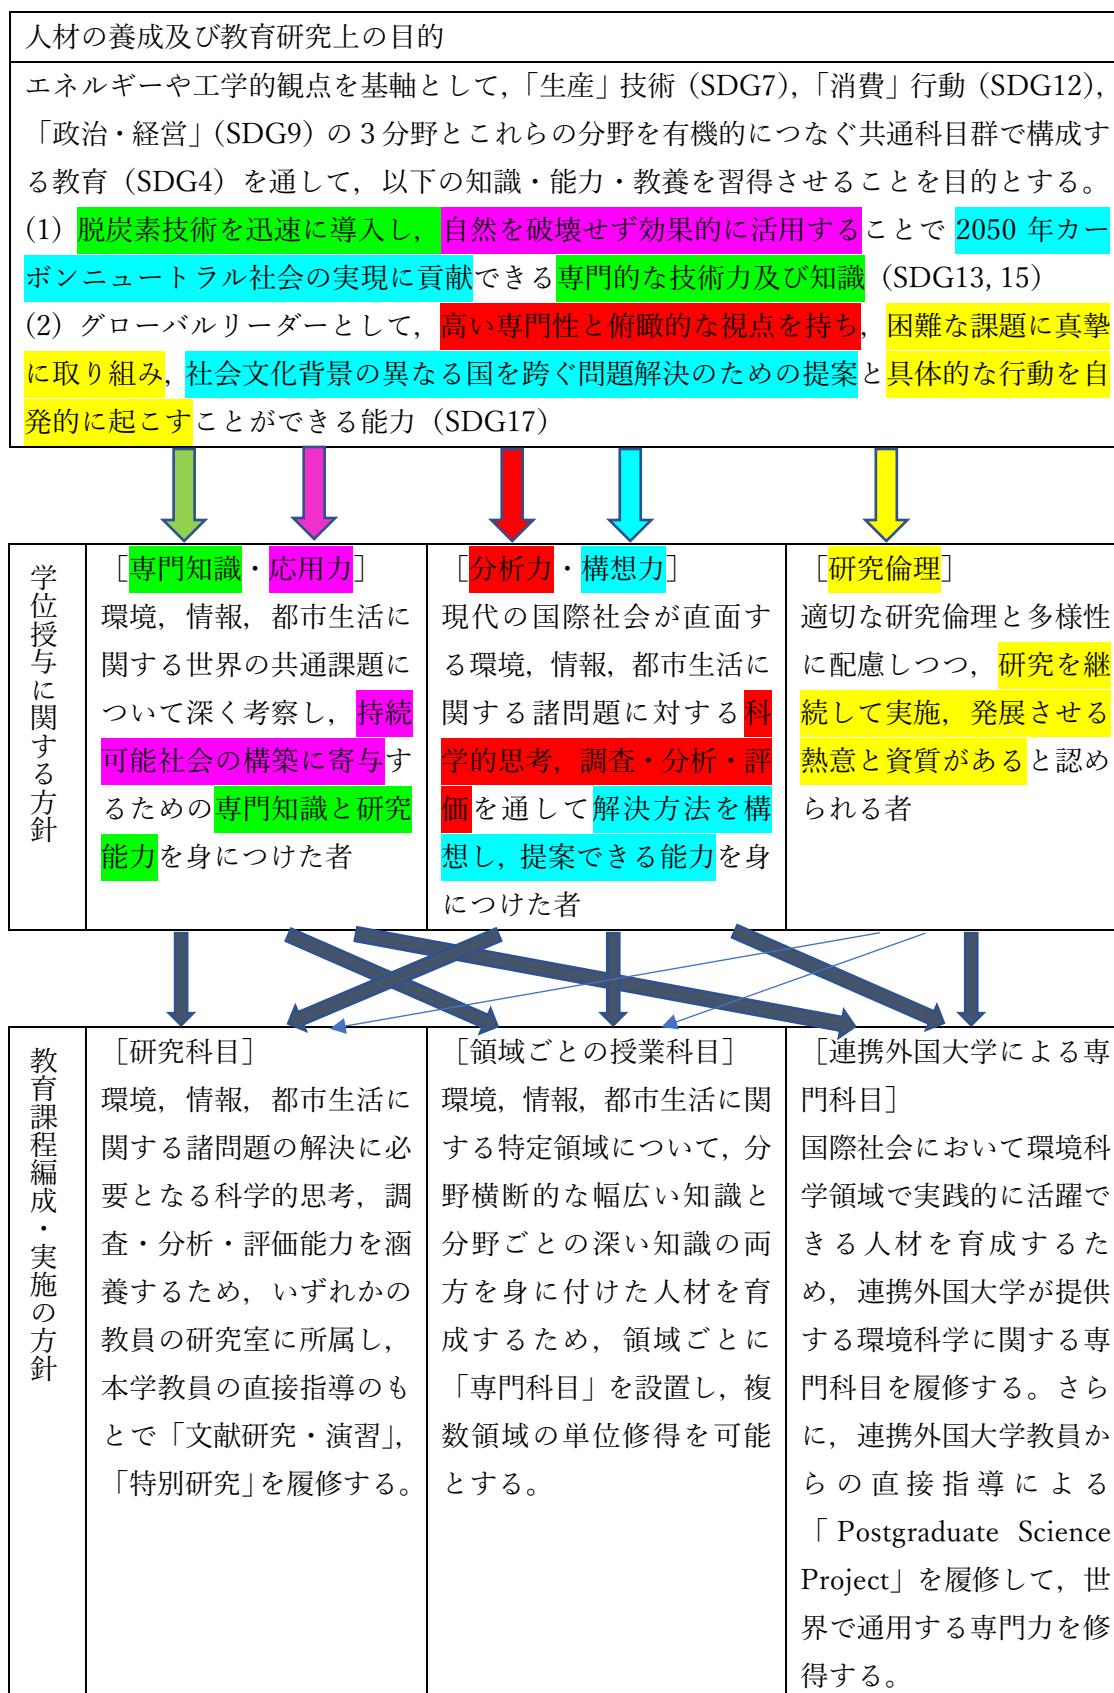 人材の養成及び教育研究上の目的
エネルギーや工学的観点を基軸として,「生産」技術（SDG7）,「消費」行動（SDG12）,
「政治・経営」（SDG9）の３分野とこれらの分野を有機的につなぐ共通科目群で構成す
る教育（SDG4）を通して，以下の知識・能力・教養を習得させることを目的とする。
(1) 脱炭素技術を迅速に導入し，自然を破壊せず効果的に活用することで 2050 年カー
ボンニュートラル社会の実現に貢献できる専門的な技術力及び知識（SDG13, 15）
(2) グローバルリーダーとして，高い専門性と俯瞰的な視点を持ち，困難な課題に真摯
に取り組み，社会文化背景の異なる国を跨ぐ問題解決のための提案と具体的な行動を自
発的に起こすことができる能力（SDG17）
学位授与に関する方針
［専門知識・応用力］
環境，情報，都市生活に
関する世界の共通課題に
ついて深く考察し，持続
可能社会の構築に寄与す
るための専門知識と研究
能力を身につけた者
［分析力・構想力］
現代の国際社会が直面す
る環境，情報，都市生活に
関する諸問題に対する科
学的思考，調査・分析・評
価を通して解決方法を構
想し，提案できる能力を身
につけた者
［研究倫理］
適切な研究倫理と多様性
に配慮しつつ，研究を継
続して実施，発展させる
熱意と資質があると認め
られる者
教育課程編成・実施の方針
［研究科目］
環境，情報，都市生活に
関する諸問題の解決に必
要となる科学的思考，調
査・分析・評価能力を涵
養するため，いずれかの
教員の研究室に所属し，
本学教員の直接指導のも
とで「文献研究・演習」，
「特別研究」を履修する。
［領域ごとの授業科目］
環境，情報，都市生活に関
する特定領域について，分
野横断的な幅広い知識と
分野ごとの深い知識の両
方を身に付けた人材を育
成するため，領域ごとに
「専門科目」を設置し，複
数領域の単位修得を可能
とする。
［連携外国大学による専
門科目］
国際社会において環境科
学領域で実践的に活躍で
きる人材を育成するた
め，連携外国大学が提供
する環境科学に関する専
門科目を履修する。さら
に，連携外国大学教員か
らの直接指導による
「Postgraduate Science
Project」を履修して，世
界で通用する専門力を修
得する。